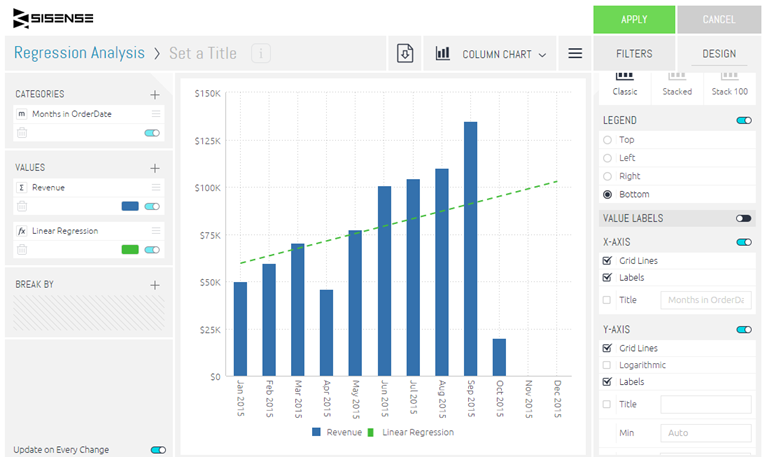 SISENSE
APPLY
CANCEL
Regression Analysis > Set a Title i
COLUMN CHART
FILTERS
DESIGN
CATEGORIES +
m Months in OrderDate
VALUES +
Σ Revenue
fx Linear Regression
BREAK BY +
Update on Every Change
$150K
$125K
$100K
$75K
$50K
$25K
$0
Jan 2015
Feb 2015
Mar 2015
Apr 2015
May 2015
Jun 2015
Jul 2015
Aug 2015
Sep 2015
Oct 2015
Nov 2015
Dec 2015
Revenue
Linear Regression
Classic
Stacked
Stack 100
LEGEND
Top
Left
Right
Bottom
VALUE LABELS
X-AXIS
Grid Lines
Labels
Title Months in OrderDa
Y-AXIS
Grid Lines
Logarithmic
Labels
Title
Min Auto